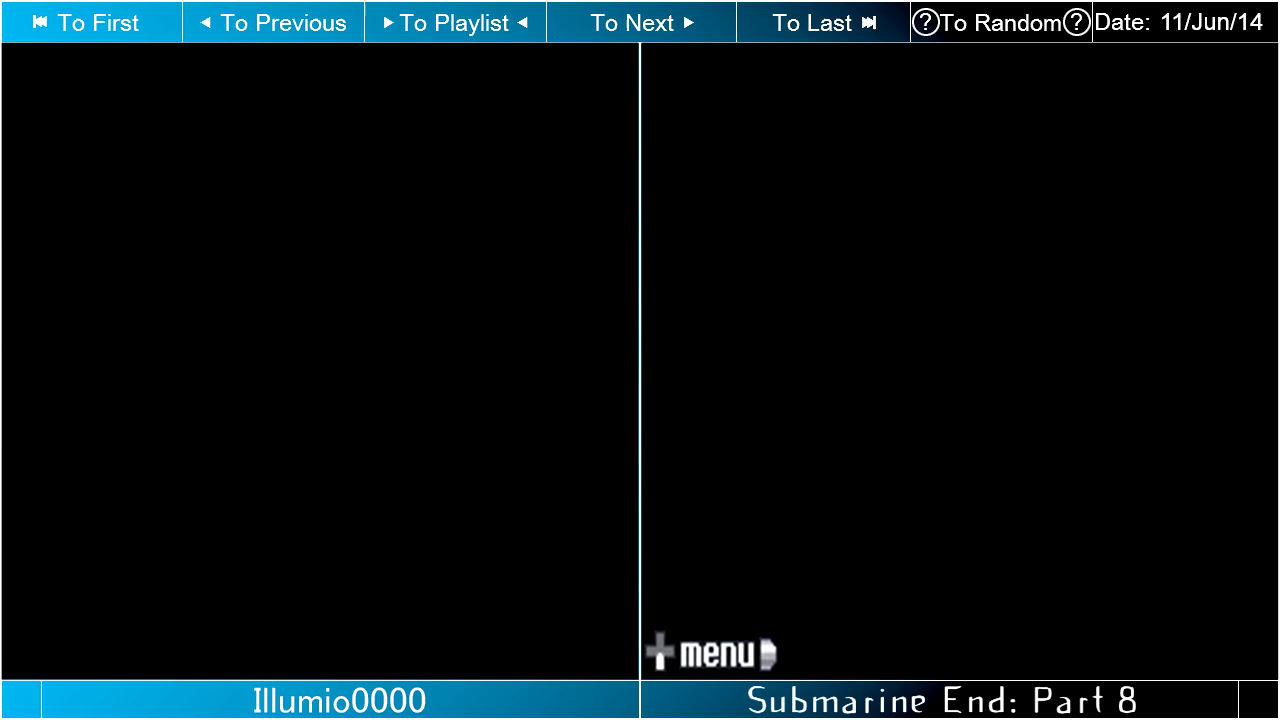 ⏮ To First ◄ To Previous ► To Playlist ◄ To Next ► To Last ⏭ ?To Random? Date: 11/Jun/14
menu
Illumio0000 Submarine End: Part 8